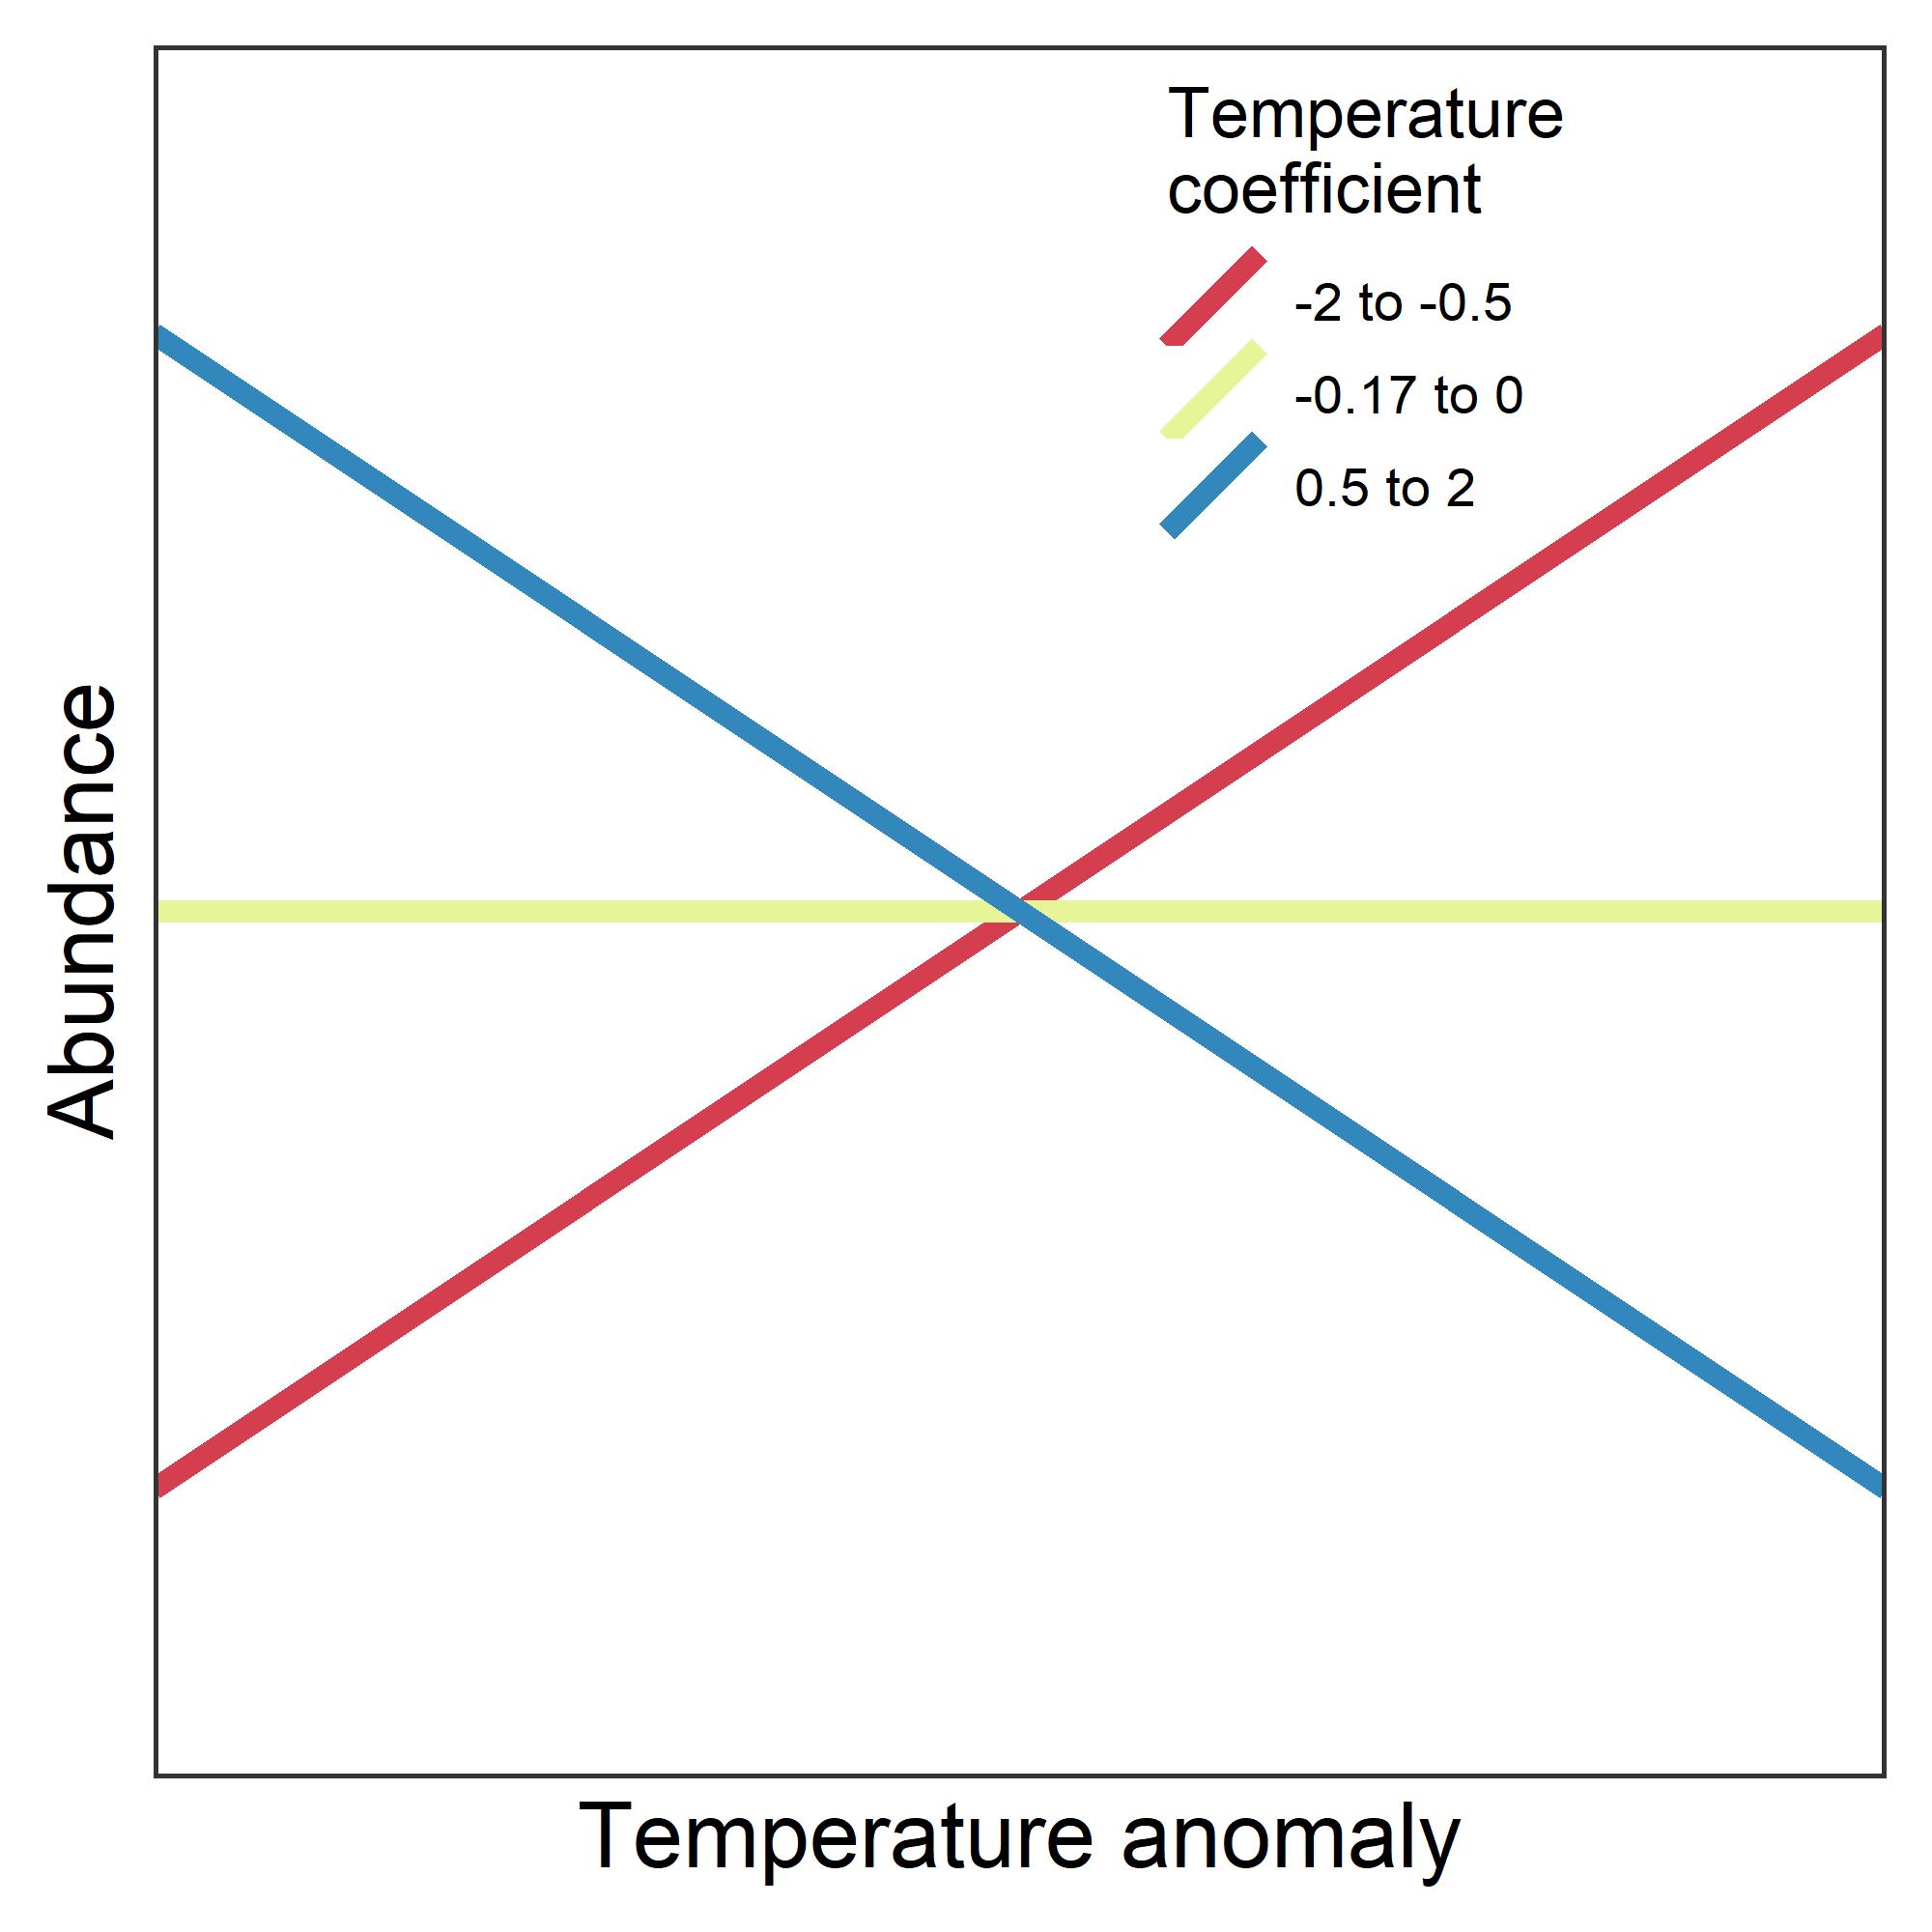 Temperature
coefficient
-2 to -0.5
-0.17 to 0
0.5 to 2
Abundance
Temperature anomaly